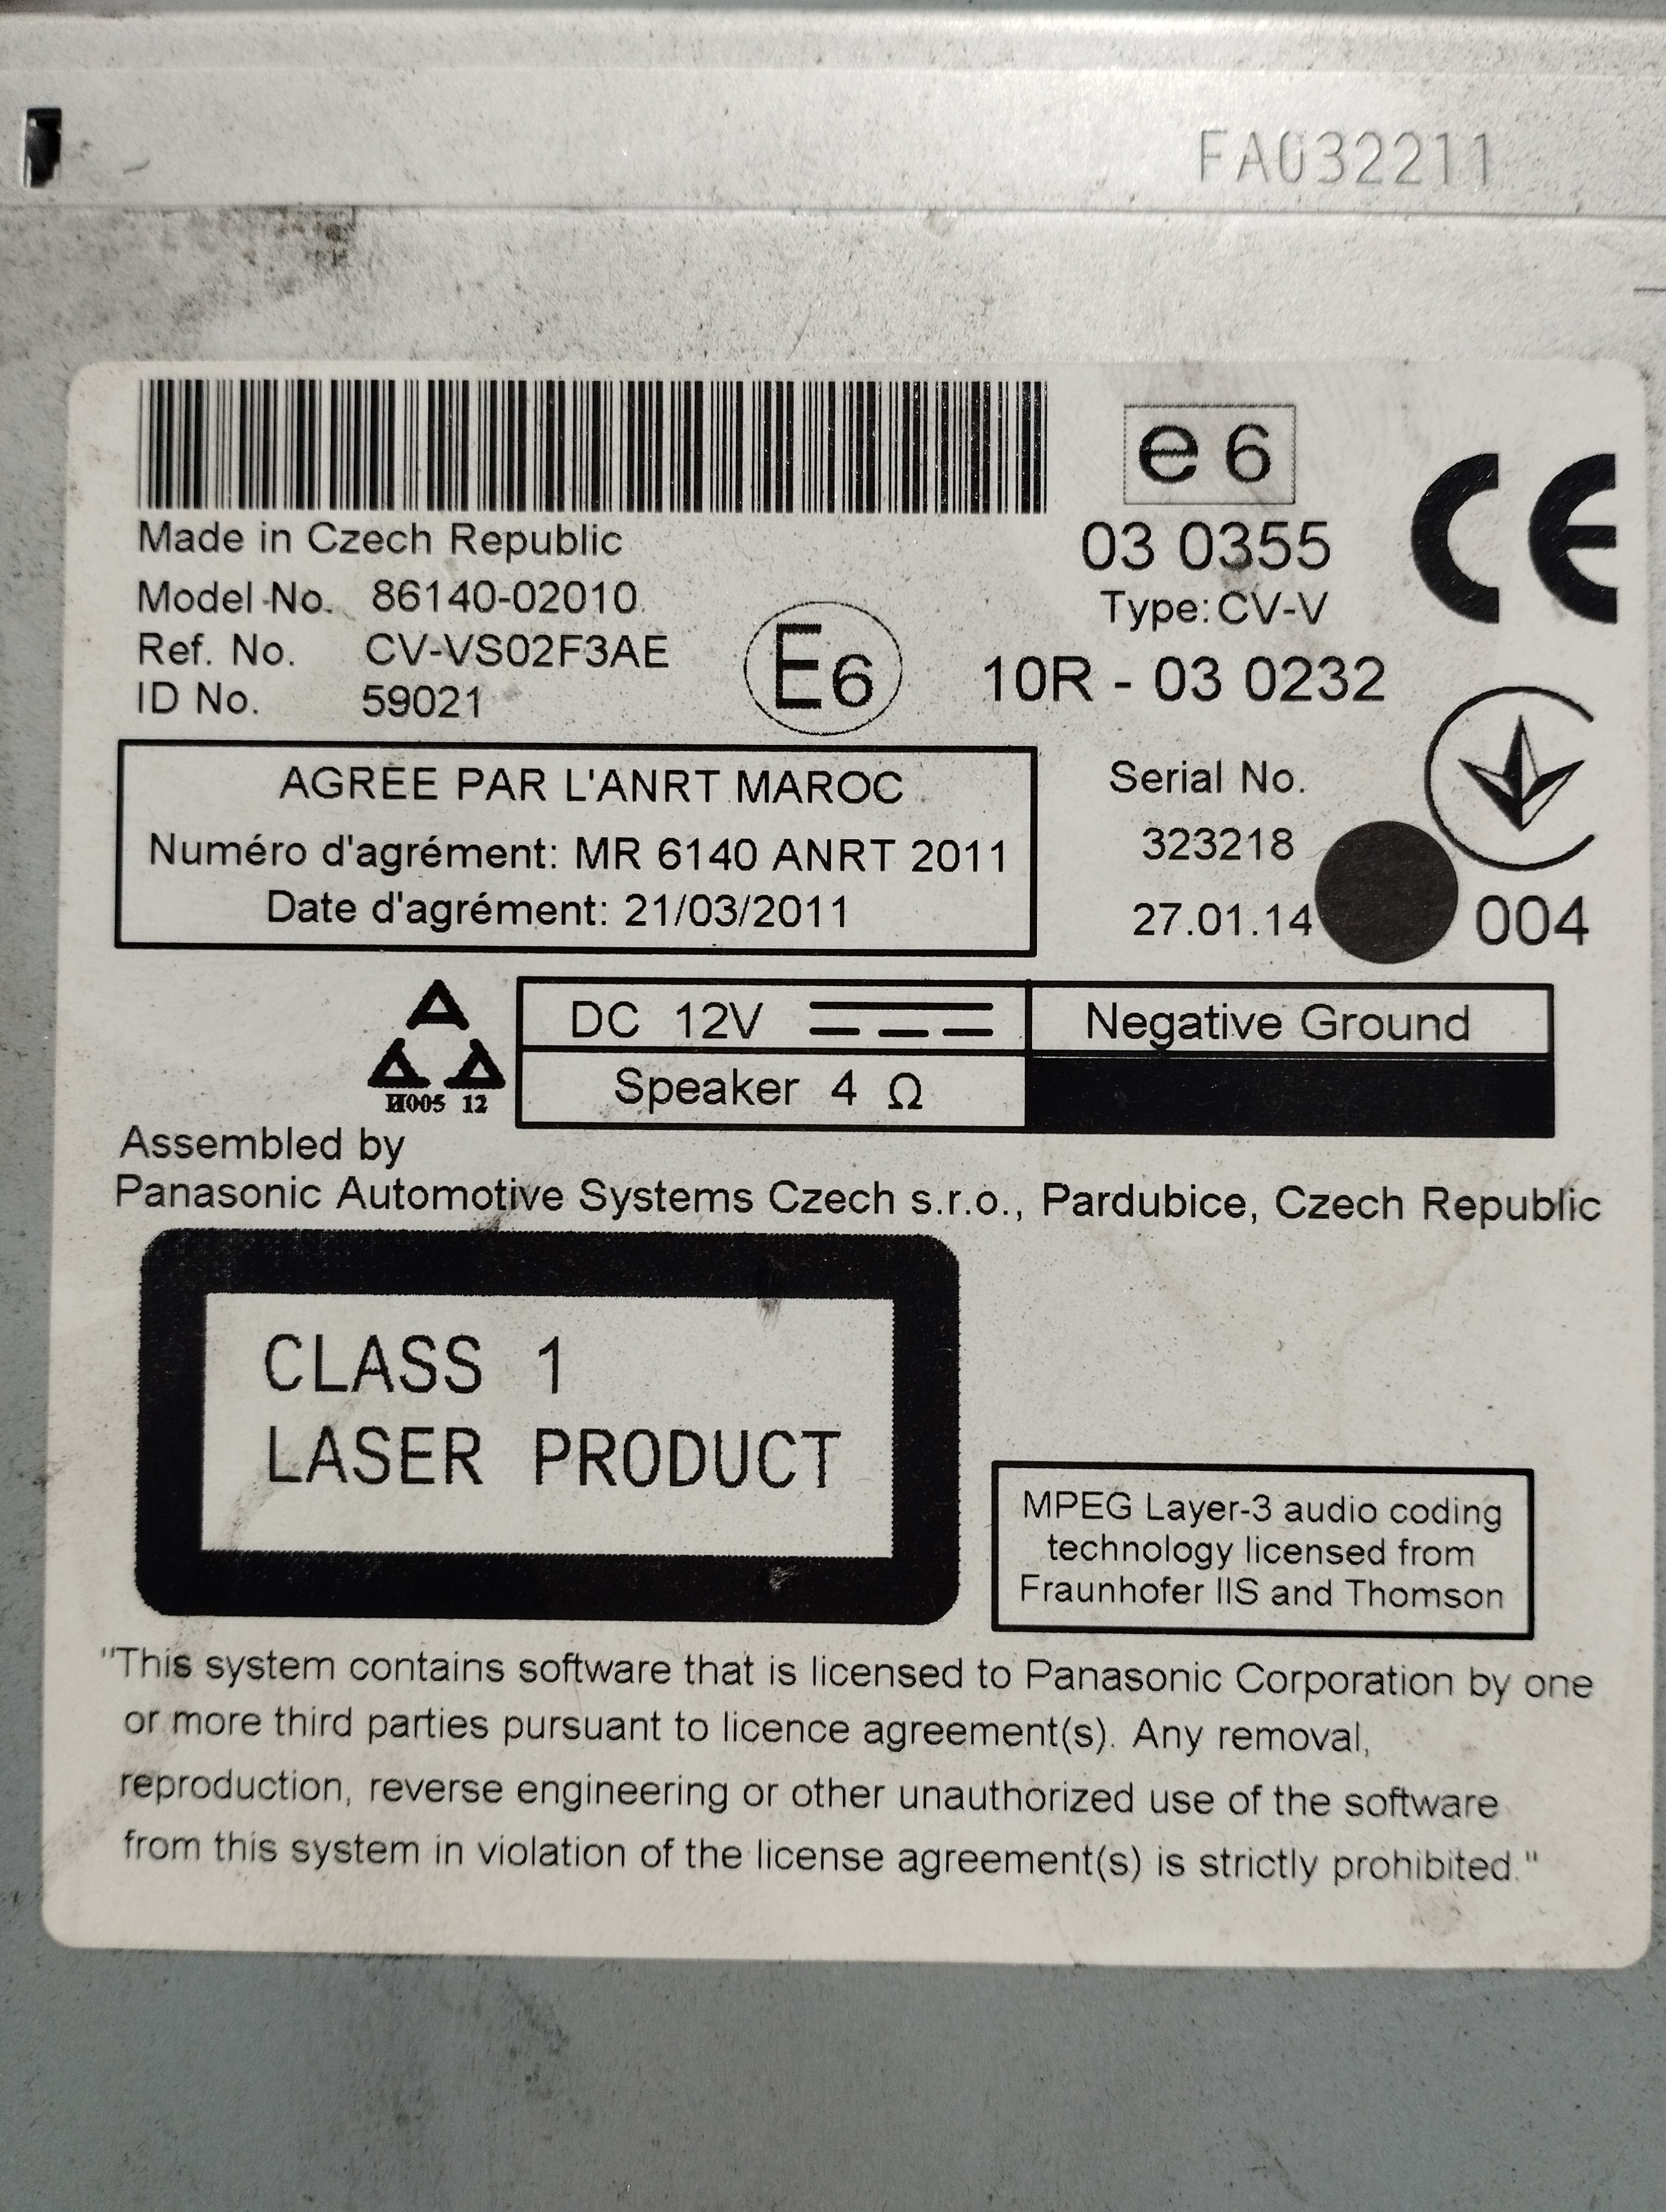 FA032211
e 6
03 0355
Type: CV-V
CE
Made in Czech Republic
Model No. 86140-02010
Ref. No. CV-VS02F3AE
ID No. 59021
E6
10R - 03 0232
AGREE PAR L'ANRT MAROC
Numéro d'agrément: MR 6140 ANRT 2011
Date d'agrément: 21/03/2011
Serial No.
323218
27.01.14
004
12
DC 12V
Negative Ground
Speaker 4 Ω
Assembled by
Panasonic Automotive Systems Czech s.r.o., Pardubice, Czech Republic
CLASS 1
LASER PRODUCT
MPEG Layer-3 audio coding
technology licensed from
Fraunhofer IIS and Thomson
"This system contains software that is licensed to Panasonic Corporation by one
or more third parties pursuant to licence agreement(s). Any removal,
reproduction, reverse engineering or other unauthorized use of the software
from this system in violation of the license agreement(s) is strictly prohibited."